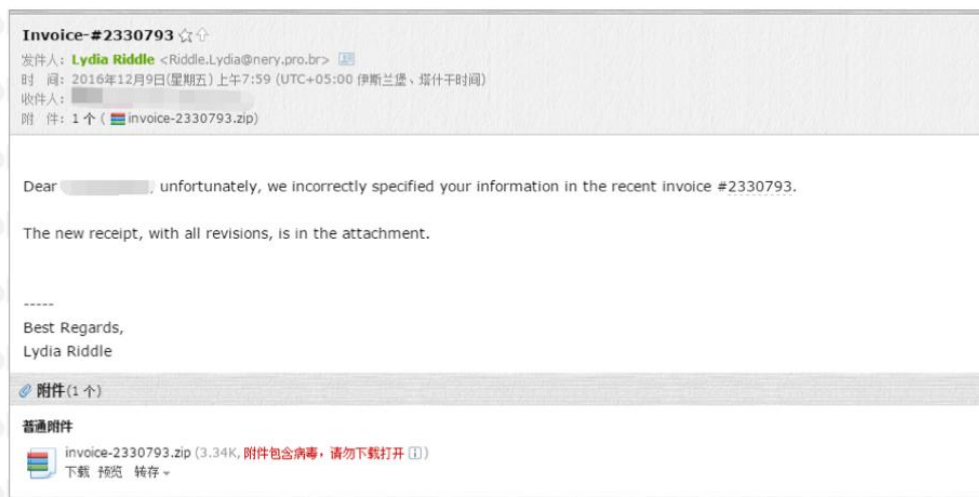 Invoice-#2330793
发件人：Lydia Riddle <Riddle.Lydia@nery.pro.br>
时 间：2016年12月9日(星期五) 上午7:59 (UTC+05:00 伊斯兰堡、塔什干时间)
收件人：
附 件：1 个 ( invoice-2330793.zip)
Dear , unfortunately, we incorrectly specified your information in the recent invoice #2330793.
The new receipt, with all revisions, is in the attachment.
-----
Best Regards,
Lydia Riddle
附件(1 个)
普通附件
invoice-2330793.zip (3.34K, 附件包含病毒，请勿下载打开 )
下载 预览 转存